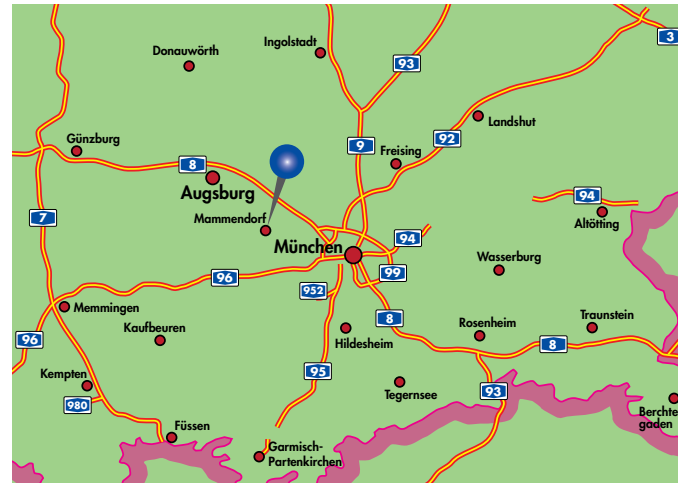 Ingolstadt
3
Donauwörth
93
Landshut
9
92
Günzburg
8
Freising
Augsburg
94
7
Mammendorf
Altötting
94
München
Wasserburg
96
99
952
Memmingen
8
Traunstein
Kaufbeuren
Rosenheim
96
Hildesheim
8
Kempten
95
Tegernsee
93
980
Berchte
gaden
Füssen
Garmisch-
Partenkirchen